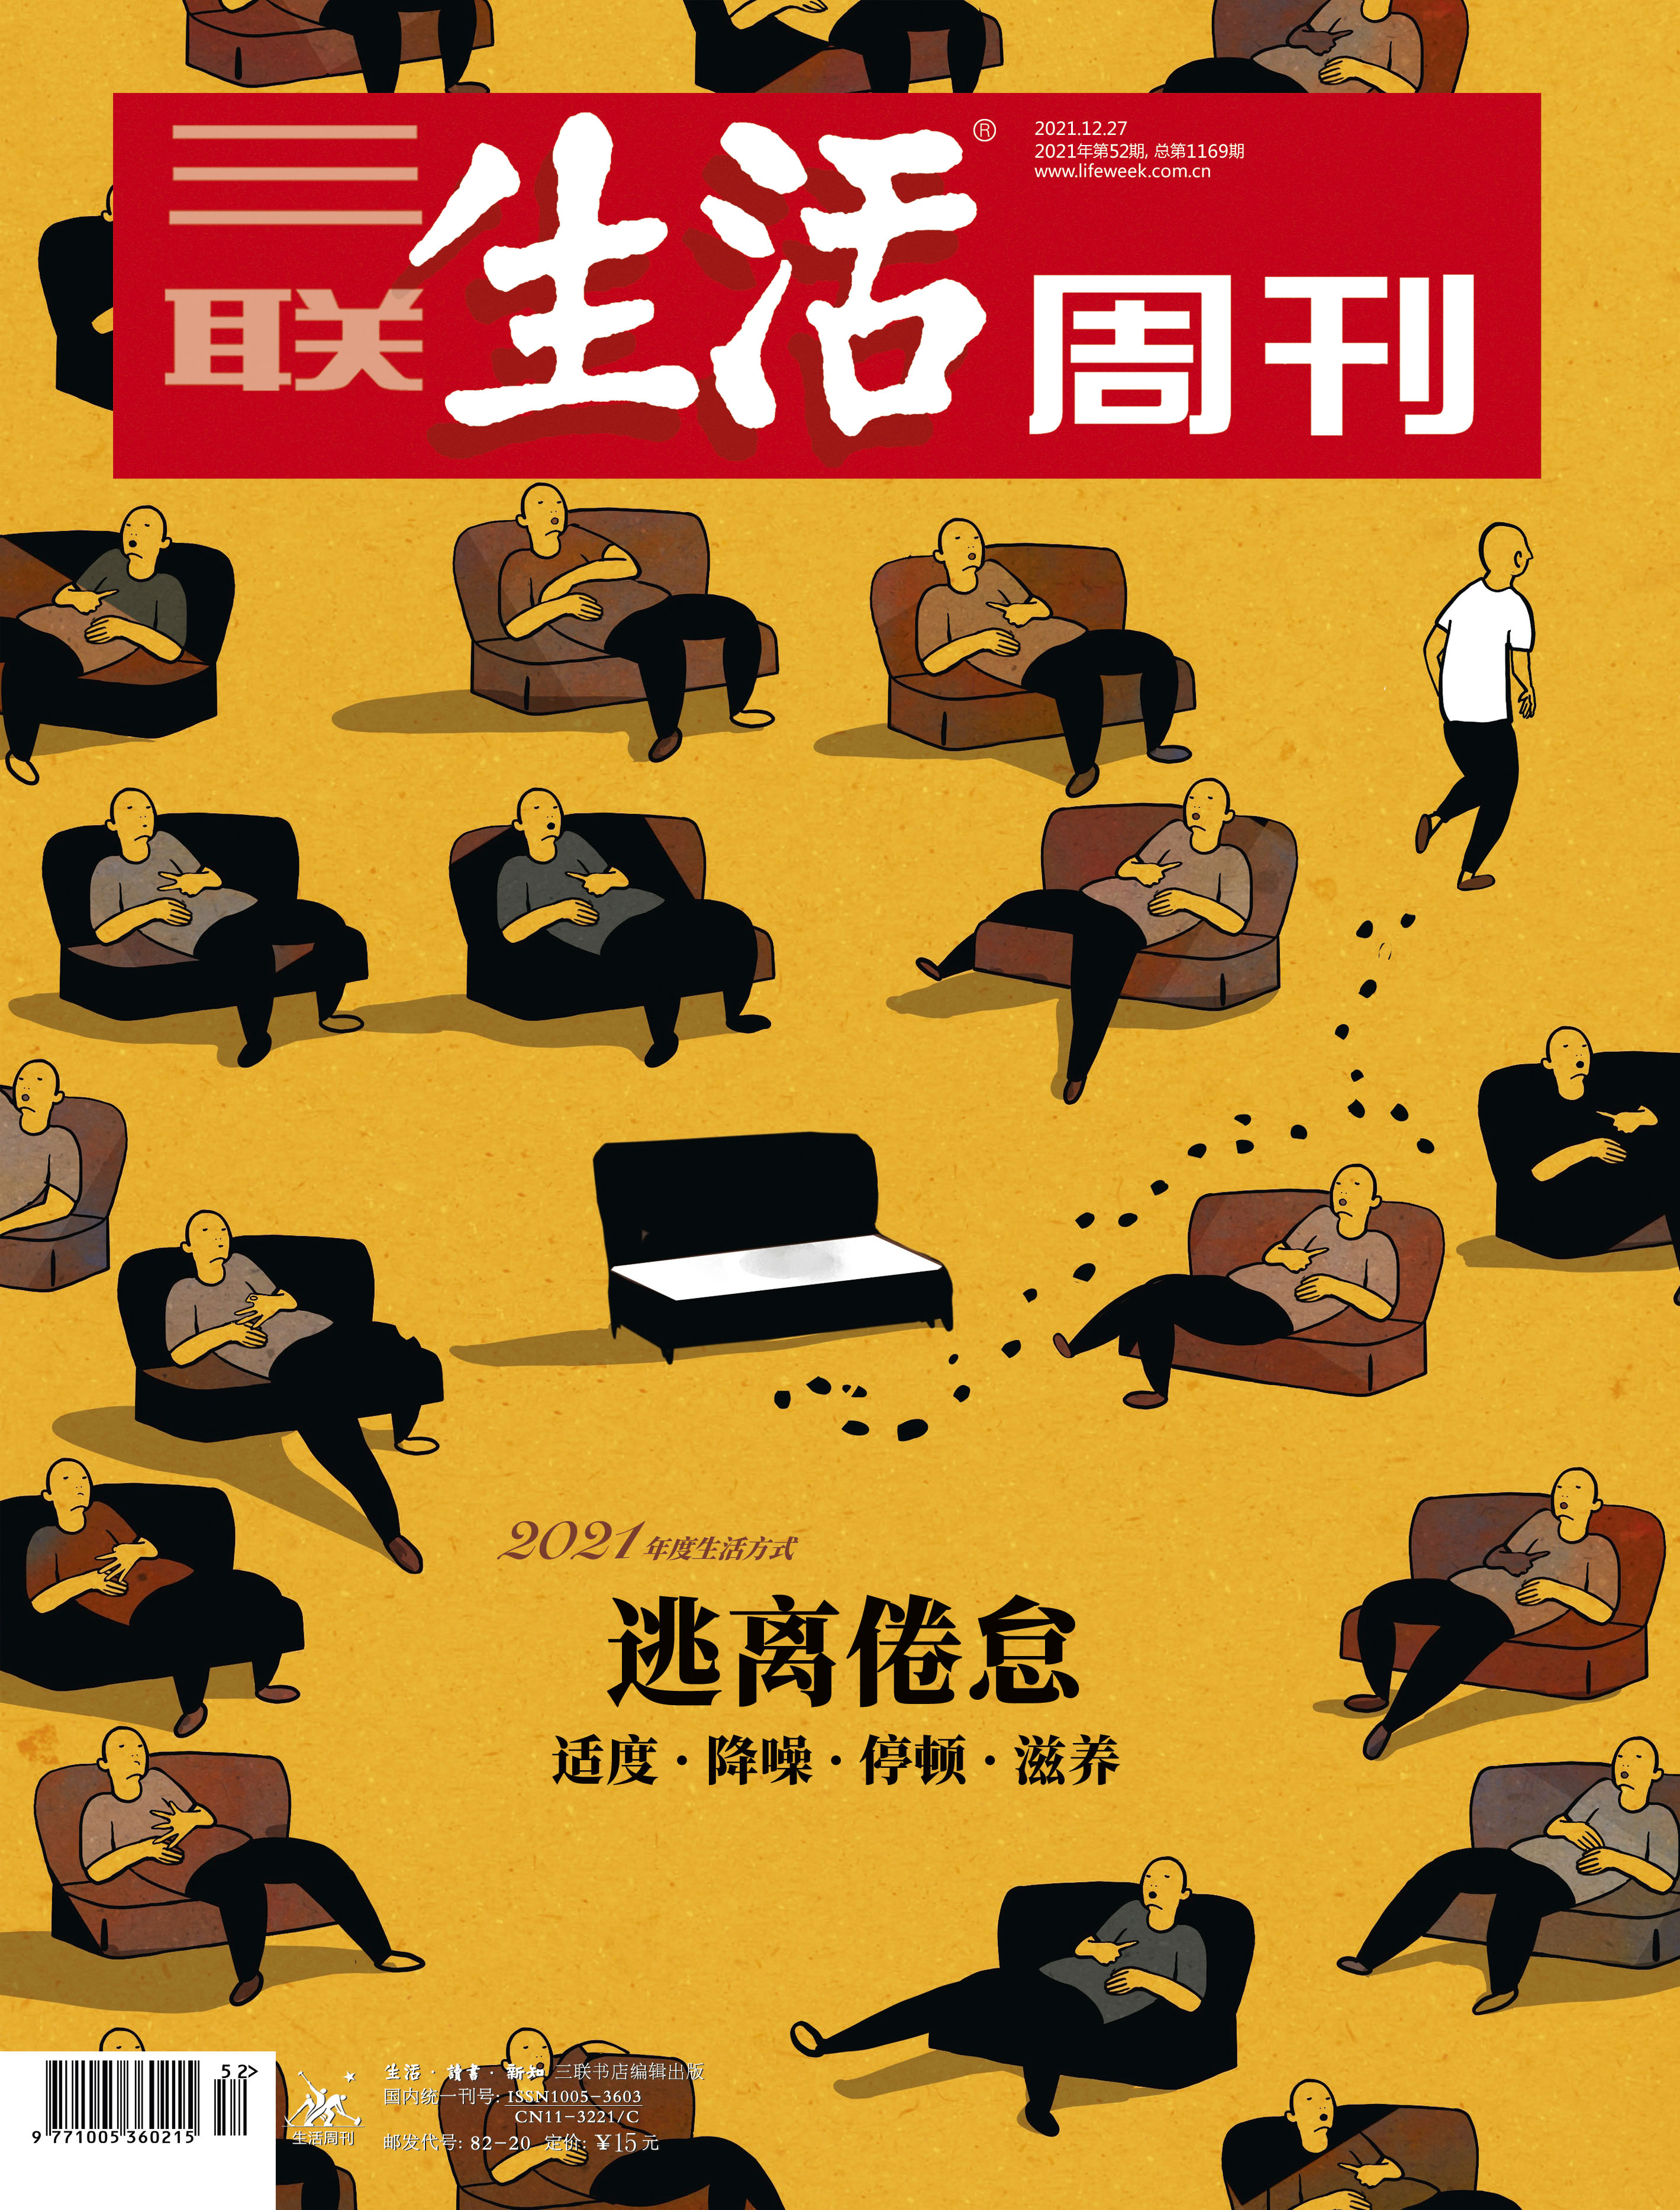 三联生活周刊®
2021.12.27
2021年第52期, 总第1169期
www.lifeweek.com.cn
2021年度生活方式
逃离倦怠
适度·降噪·停顿·滋养
52>
9 771005 360215
生活周刊
生活·讀書·新知 三联书店编辑出版
国内统一刊号: ISSN1005-3603
CN11-3221/C
邮发代号: 82-20 定价: ¥15元